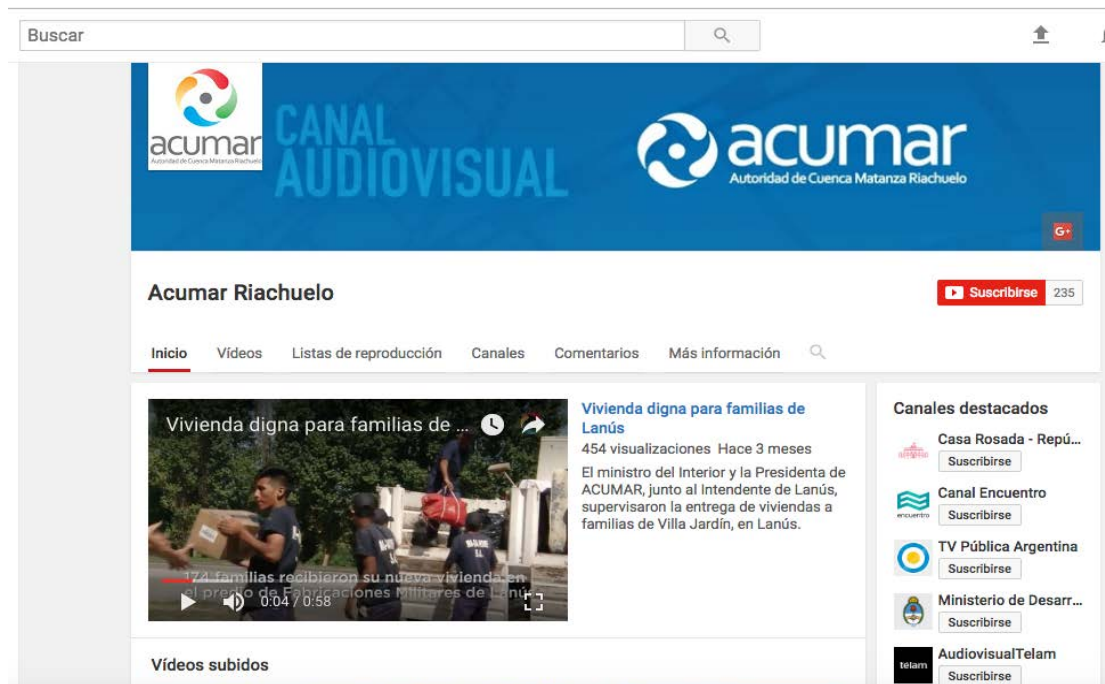 Buscar
acumar
Autoridad de Cuenca Matanza Riachuelo
CANAL
AUDIOVISUAL
acumar
Autoridad de Cuenca Matanza Riachuelo
G+
Acumar Riachuelo
Suscribirse 235
Inicio Vídeos Listas de reproducción Canales Comentarios Más información
Vivienda digna para familias de ...
174 familias recibieron su nueva vivienda en
el predio de Fabricaciones Militares de Lanús
0:04 / 0:58
Vivienda digna para familias de
Lanús
454 visualizaciones Hace 3 meses
El ministro del Interior y la Presidenta de
ACUMAR, junto al Intendente de Lanús,
supervisaron la entrega de viviendas a
familias de Villa Jardín, en Lanús.
Canales destacados
Casa Rosada - Repú...
Suscribirse
encuentro
Canal Encuentro
Suscribirse
TV Pública Argentina
Suscribirse
Ministerio de Desarr...
Suscribirse
télam
AudiovisualTelam
Suscribirse
Vídeos subidos